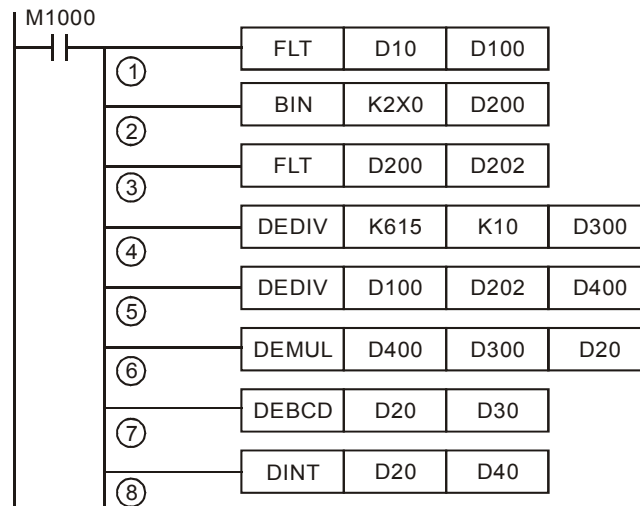 M1000
FLT D10 D100
①
BIN K2X0 D200
②
FLT D200 D202
③
DEDIV K615 K10 D300
④
DEDIV D100 D202 D400
⑤
DEMUL D400 D300 D20
⑥
DEBCD D20 D30
⑦
DINT D20 D40
⑧